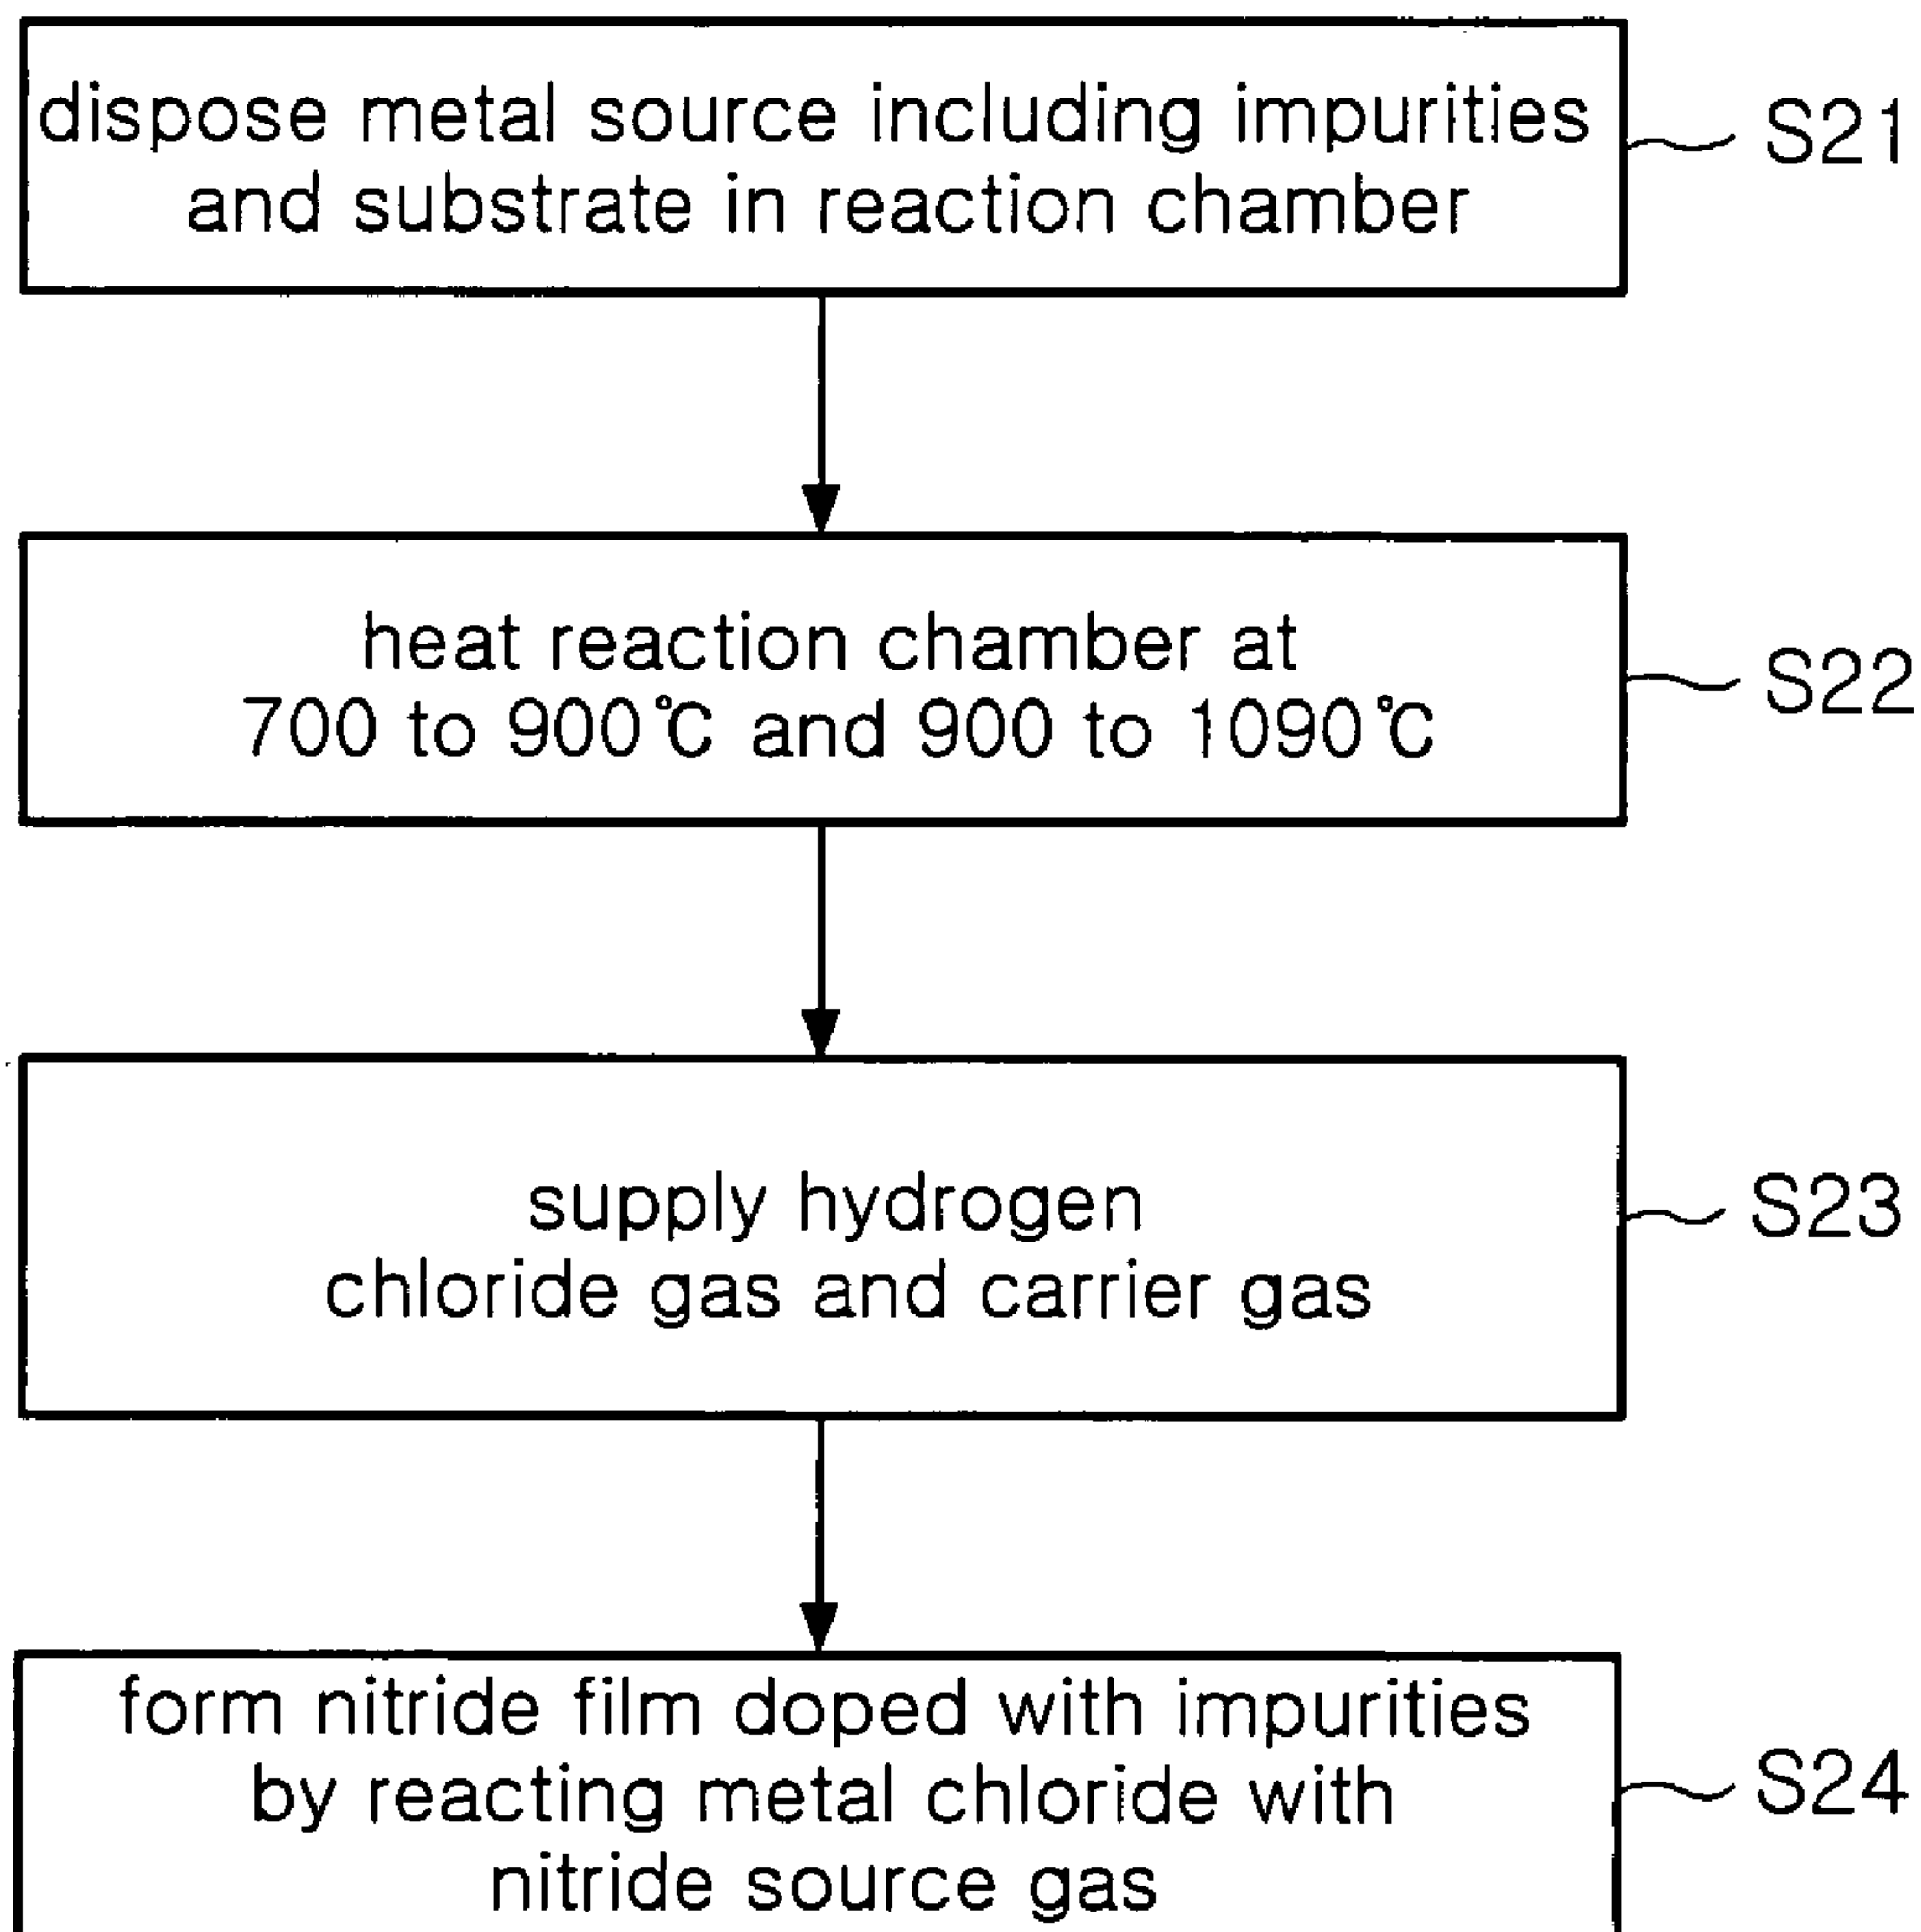 dispose metal source including impurities
and substrate in reaction chamber
S21
heat reaction chamber at
700 to 900℃ and 900 to 1090℃
S22
supply hydrogen
chloride gas and carrier gas
S23
form nitride film doped with impurities
by reacting metal chloride with
nitride source gas
S24